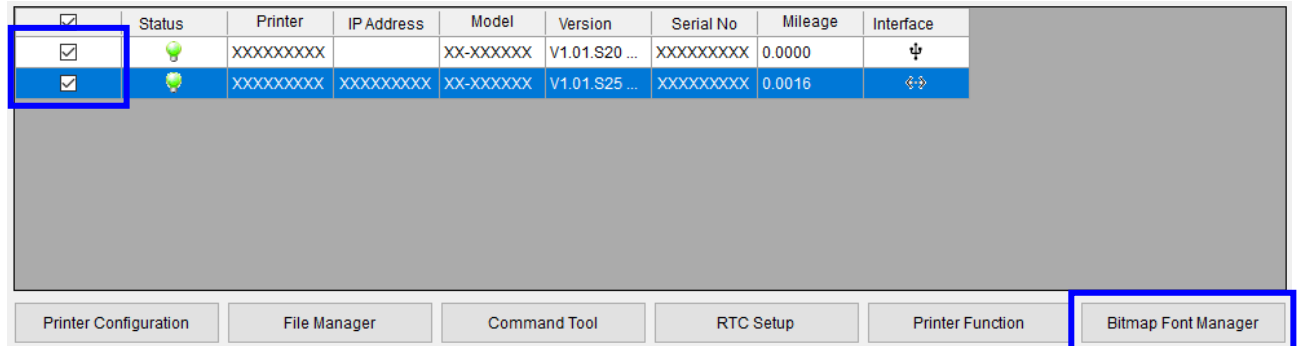 Status Printer IP Address Model Version Serial No Mileage Interface
XXXXXXXXX XX-XXXXXX V1.01.S20 ... XXXXXXXXX 0.0000
XXXXXXXXX XXXXXXXXX XX-XXXXXX V1.01.S25 ... XXXXXXXXX 0.0016
Printer Configuration File Manager Command Tool RTC Setup Printer Function Bitmap Font Manager